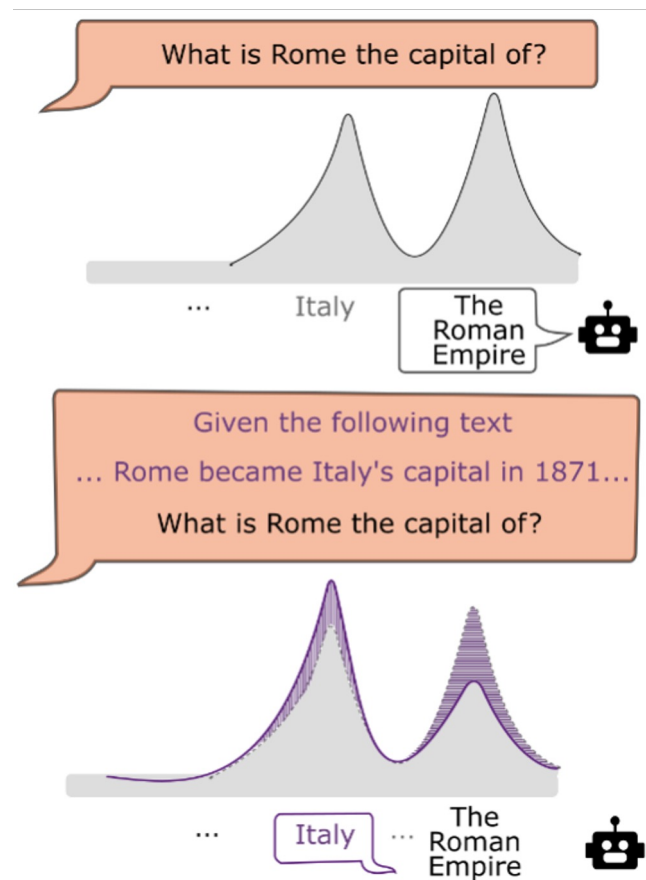 What is Rome the capital of?
... Italy
The
Roman
Empire
Given the following text
... Rome became Italy's capital in 1871...
What is Rome the capital of?
... Italy ...
The
Roman
Empire